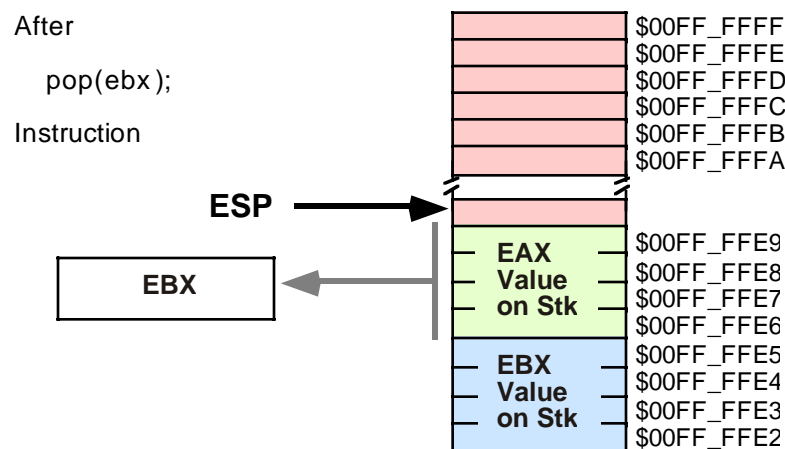 After
pop(ebx);
Instruction
$00FF_FFFF
$00FF_FFFE
$00FF_FFFD
$00FF_FFFC
$00FF_FFFB
$00FF_FFFA
ESP
EBX
EAX
Value
on Stk
$00FF_FFE9
$00FF_FFE8
$00FF_FFE7
$00FF_FFE6
EBX
Value
on Stk
$00FF_FFE5
$00FF_FFE4
$00FF_FFE3
$00FF_FFE2